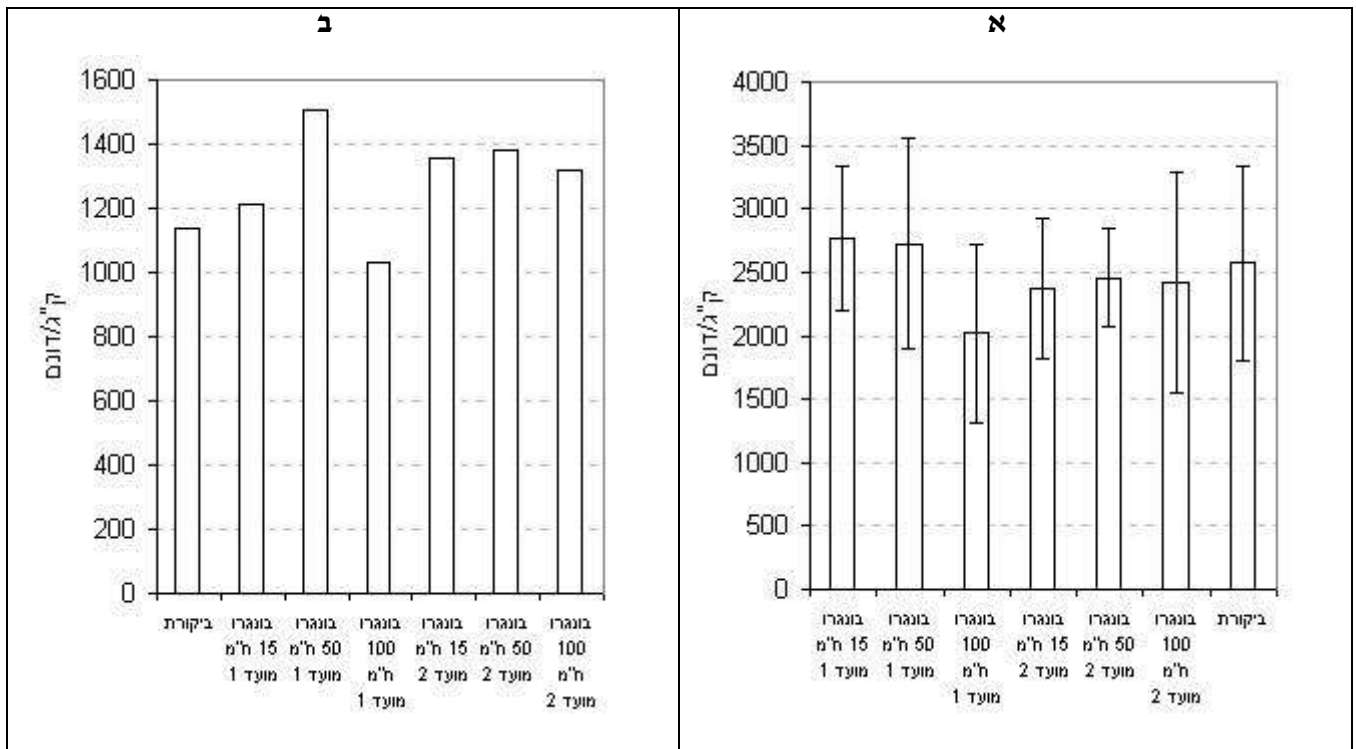 א
ק"ג/דונם
4000
3500
3000
2500
2000
1500
1000
500
0
בונגרו 15 ח"מ מועד 1
בונגרו 50 ח"מ מועד 1
בונגרו 100 ח"מ מועד 1
בונגרו 15 ח"מ מועד 2
בונגרו 50 ח"מ מועד 2
בונגרו 100 ח"מ מועד 2
ביקורת
ב
ק"ג/דונם
1600
1400
1200
1000
800
600
400
200
0
ביקורת
בונגרו 15 ח"מ מועד 1
בונגרו 50 ח"מ מועד 1
בונגרו 100 ח"מ מועד 1
בונגרו 15 ח"מ מועד 2
בונגרו 50 ח"מ מועד 2
בונגרו 100 ח"מ מועד 2